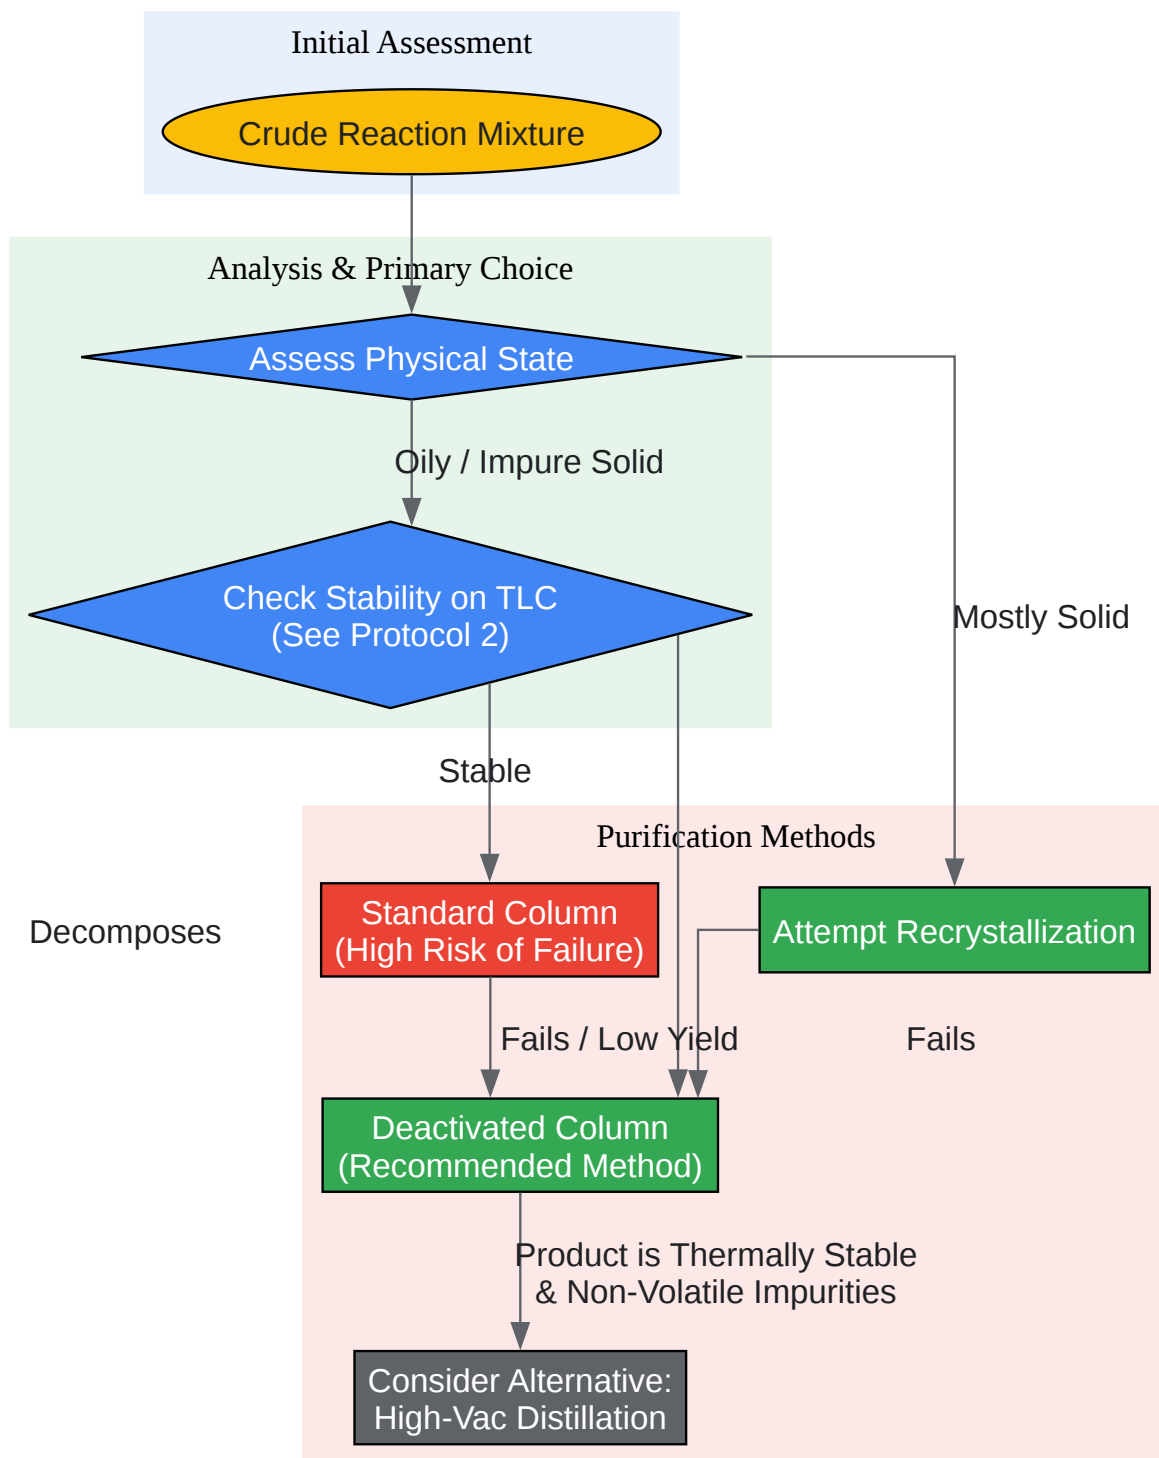 Initial Assessment
Crude Reaction Mixture
Analysis & Primary Choice
Assess Physical State
Oily / Impure Solid
Check Stability on TLC
(See Protocol 2)
Mostly Solid
Stable
Purification Methods
Standard Column
(High Risk of Failure)
Attempt Recrystallization
Decomposes
Fails / Low Yield
Fails
Deactivated Column
(Recommended Method)
Product is Thermally Stable
& Non-Volatile Impurities
Consider Alternative:
High-Vac Distillation